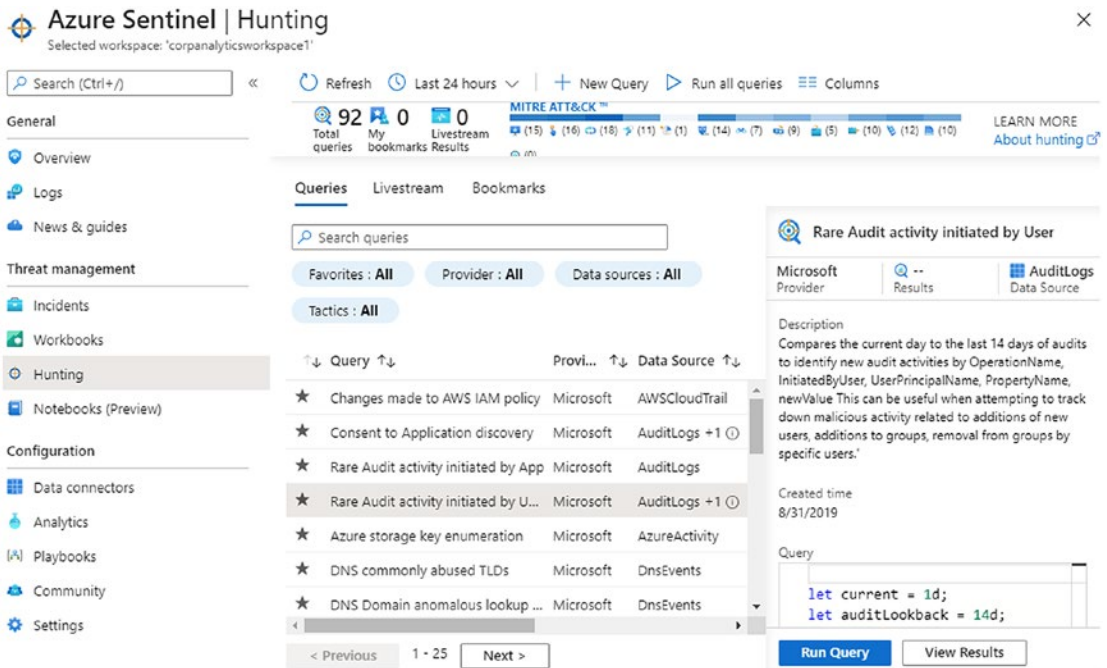 Azure Sentinel | Hunting
Selected workspace: 'corpanalyticsworkspace1'
Search (Ctrl+/)
«
General
Overview
Logs
News & guides
Threat management
Incidents
Workbooks
Hunting
Notebooks (Preview)
Configuration
Data connectors
Analytics
Playbooks
Community
Settings
Refresh Last 24 hours New Query Run all queries Columns
92 Total queries
0 My bookmarks
0 Livestream Results
MITRE ATT&CK ™
(15) (16) (18) (11) (1) (14) (7) (9) (5) (10) (12) (10)
(0)
LEARN MORE
About hunting
Queries Livestream Bookmarks
Search queries
Favorites : All Provider : All Data sources : All
Tactics : All
Query Provi... Data Source
Changes made to AWS IAM policy Microsoft AWSCloudTrail
Consent to Application discovery Microsoft AuditLogs +1
Rare Audit activity initiated by App Microsoft AuditLogs
Rare Audit activity initiated by U... Microsoft AuditLogs +1
Azure storage key enumeration Microsoft AzureActivity
DNS commonly abused TLDs Microsoft DnsEvents
DNS Domain anomalous lookup ... Microsoft DnsEvents
< Previous 1 - 25 Next >
Rare Audit activity initiated by User
Microsoft -- AuditLogs
Provider Results Data Source
Description
Compares the current day to the last 14 days of audits
to identify new audit activities by OperationName,
InitiatedByUser, UserPrincipalName, PropertyName,
newValue This can be useful when attempting to track
down malicious activity related to additions of new
users, additions to groups, removal from groups by
specific users.'
Created time
8/31/2019
Query
let current = 1d;
let auditLookback = 14d;
Run Query View Results